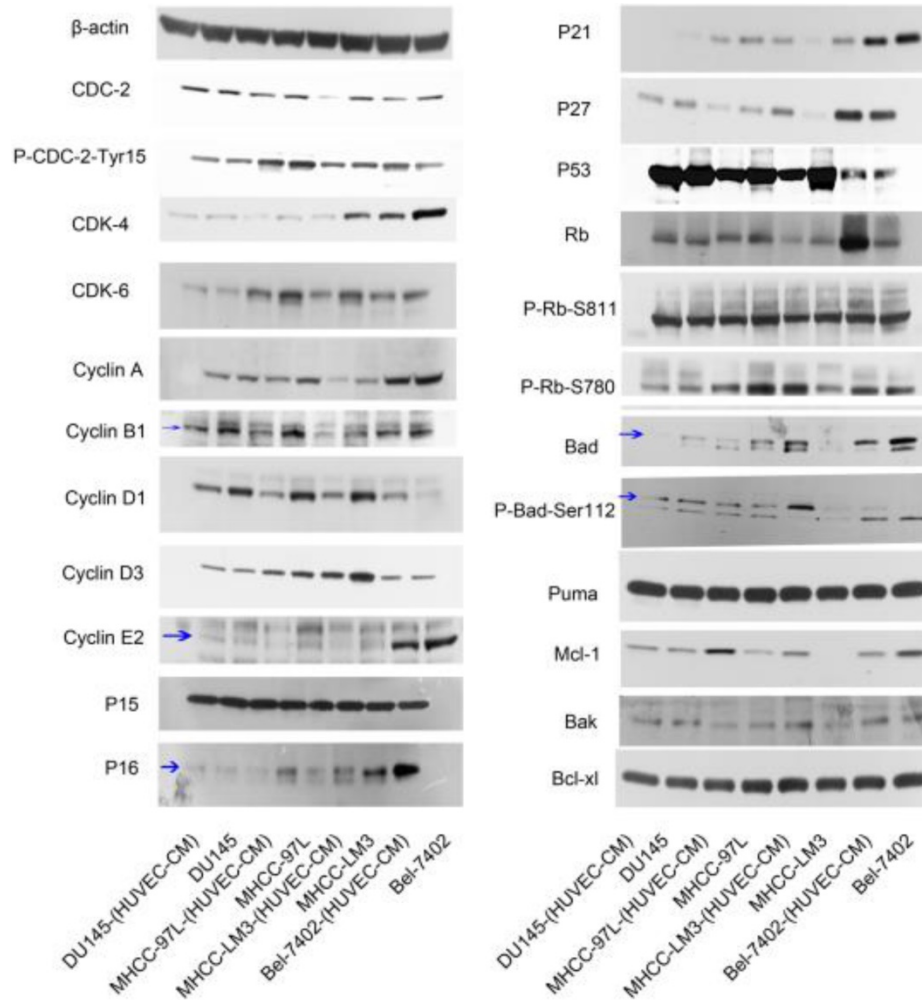 β-actin
CDC-2
P-CDC-2-Tyr15
CDK-4
CDK-6
Cyclin A
Cyclin B1
Cyclin D1
Cyclin D3
Cyclin E2
P15
P16
DU145-(HUVEC-CM)
DU145
MHCC-97L-(HUVEC-CM)
MHCC-97L
MHCC-LM3-(HUVEC-CM)
MHCC-LM3
Bel-7402-(HUVEC-CM)
Bel-7402
P21
P27
P53
Rb
P-Rb-S811
P-Rb-S780
Bad
P-Bad-Ser112
Puma
Mcl-1
Bak
Bcl-xl
DU145-(HUVEC-CM)
DU145
MHCC-97L-(HUVEC-CM)
MHCC-97L
MHCC-LM3-(HUVEC-CM)
MHCC-LM3
Bel-7402-(HUVEC-CM)
Bel-7402